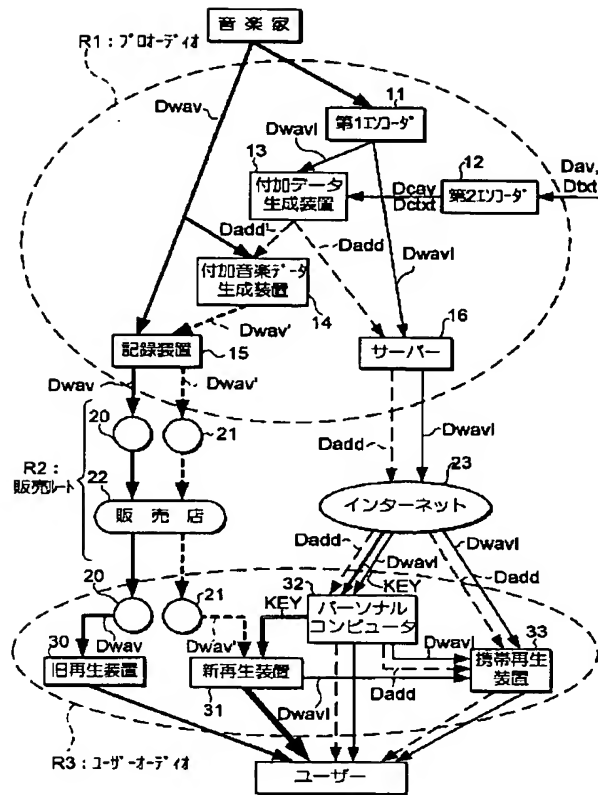 音楽家
R1：プロオーディオ
Dwav
11
第1エンコーダ
Dwavl
13
付加データ
生成装置
12
第2エンコーダ
Dcav
Dctxt
Dav,
Dtxt
Dadd
Dadd
Dwavl
付加音楽データ
生成装置
14
Dwav'
16
記録装置
15
サーバー
Dwav
Dwav'
20
21
Dadd
Dwavl
R2：
販売ルート
22
販売店
23
インターネット
Dadd
Dwavl
KEY
Dwavl
Dadd
20
21
32
パーソナル
コンピュータ
KEY
Dwav
Dwav'
Dwavl
33
30
旧再生装置
新再生装置
31
携帯再生
装置
Dwavl
Dadd
R3：ユーザーオーディオ
ユーザー